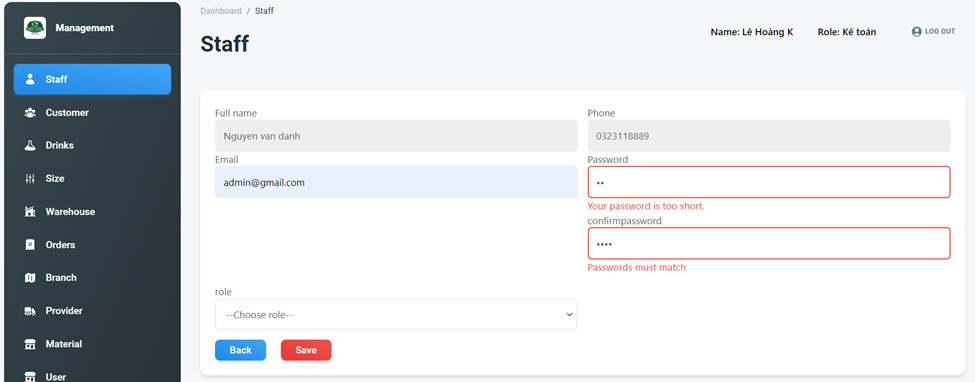 Management
Staff
Customer
Drinks
Size
Warehouse
Orders
Branch
Provider
Material
User
Dashboard / Staff
Staff
Name: Lê Hoàng K Role: Kế toán LOG OUT
Full name
Nguyen van danh
Phone
0323118889
Email
admin@gmail.com
Password
••
Your password is too short.
confirmpassword
••••
Passwords must match
role
--Choose role--
Back Save